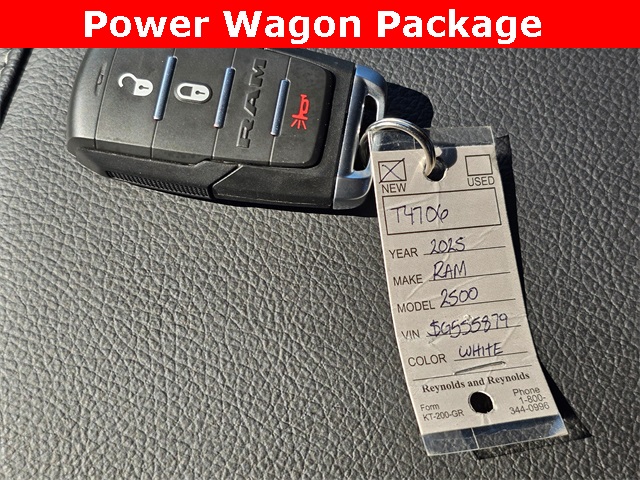 Power Wagon Package
RAM
NEW
USED
T4706
YEAR 2025
MAKE RAM
MODEL 2500
VIN SG555879
COLOR WHITE
Reynolds and Reynolds
Form
KT-200-GR
Phone
1-800-
344-0996